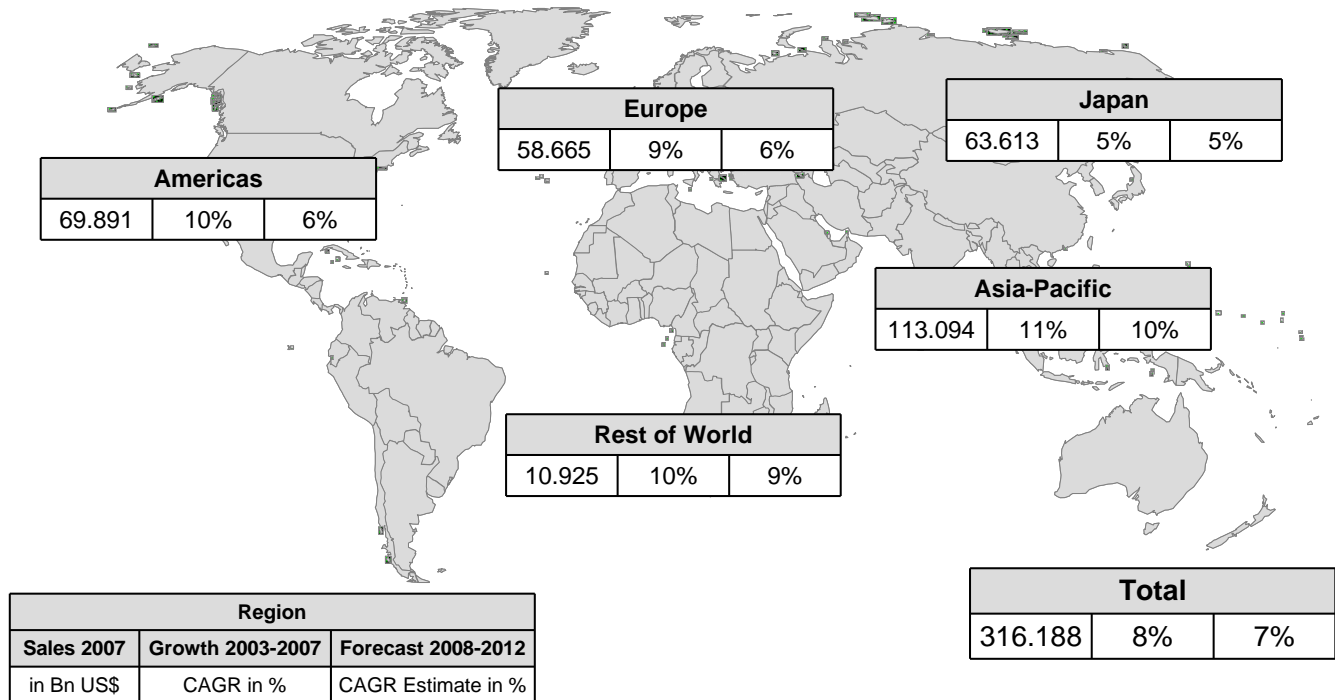 Europe
58.665 9% 6%
Japan
63.613 5% 5%
Americas
69.891 10% 6%
Asia-Pacific
113.094 11% 10%
Rest of World
10.925 10% 9%
Total
316.188 8% 7%
Region
Sales 2007 Growth 2003-2007 Forecast 2008-2012
in Bn US$ CAGR in % CAGR Estimate in %